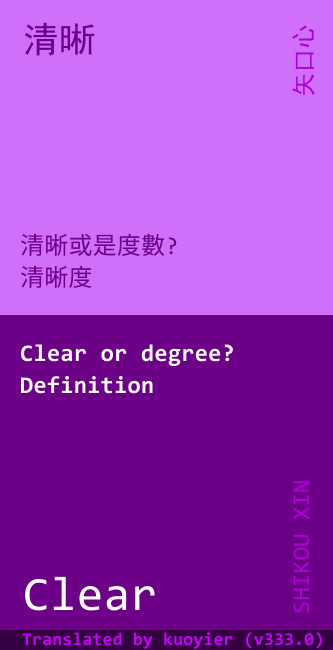 清晰
矢口心
清晰或是度數?
清晰度
Clear or degree?
Definition
SHIKOU XIN
Clear
Translated by kuoyier (v333.0)